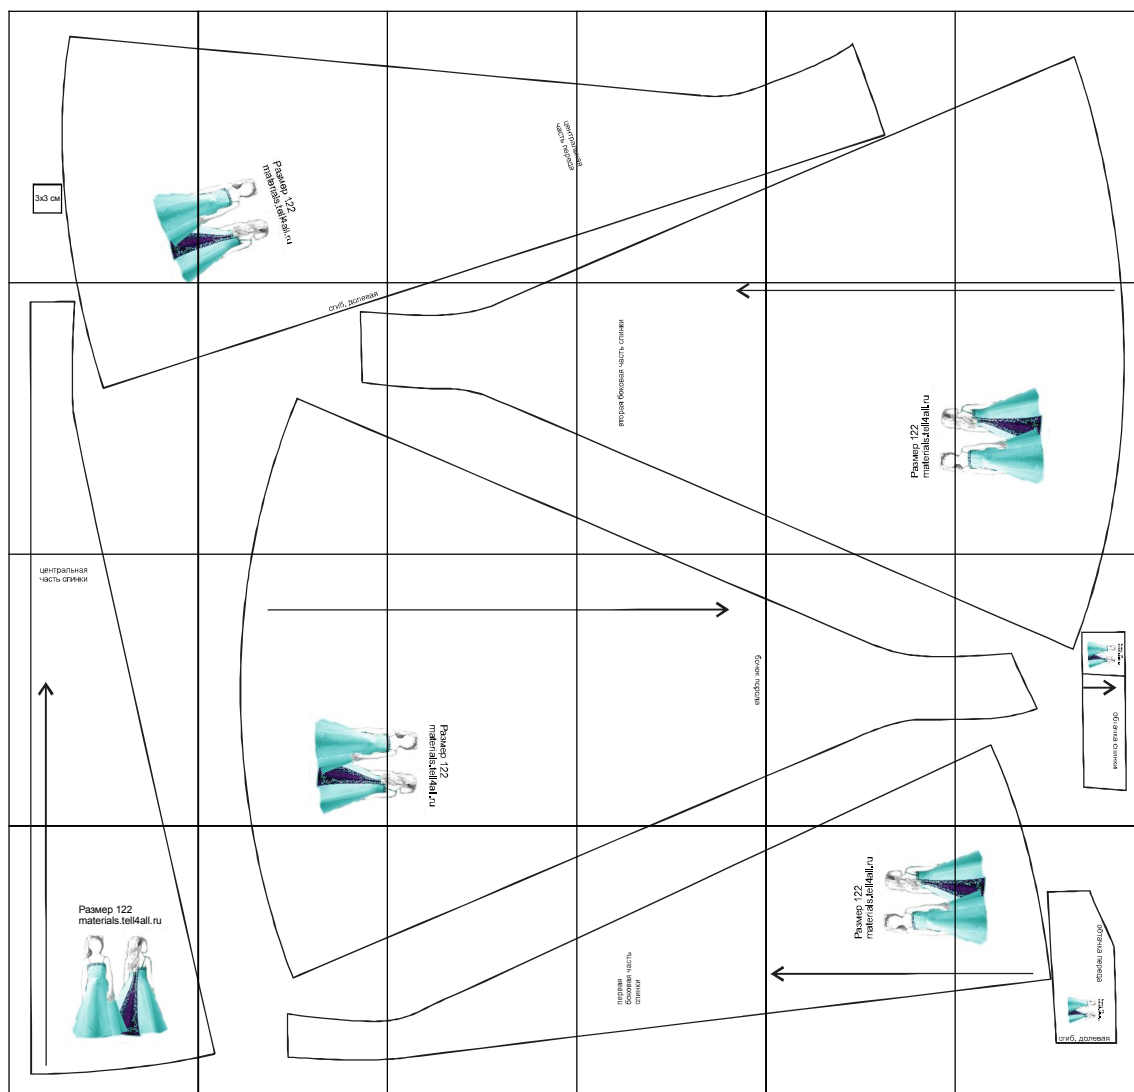 центральная
часть переда
Размер 122
materials.tell4all.ru
3x3 см
сгиб, долевая
вторая боковая часть спинки
Размер 122
materials.tell4all.ru
центральная
часть спинки
бочок переда
обтачка спинки
Размер 122
materials.tell4all.ru
Размер 122
materials.tell4all.ru
Размер 122
materials.tell4all.ru
первая
боковая часть
спинки
обтачка переда
сгиб, долевая